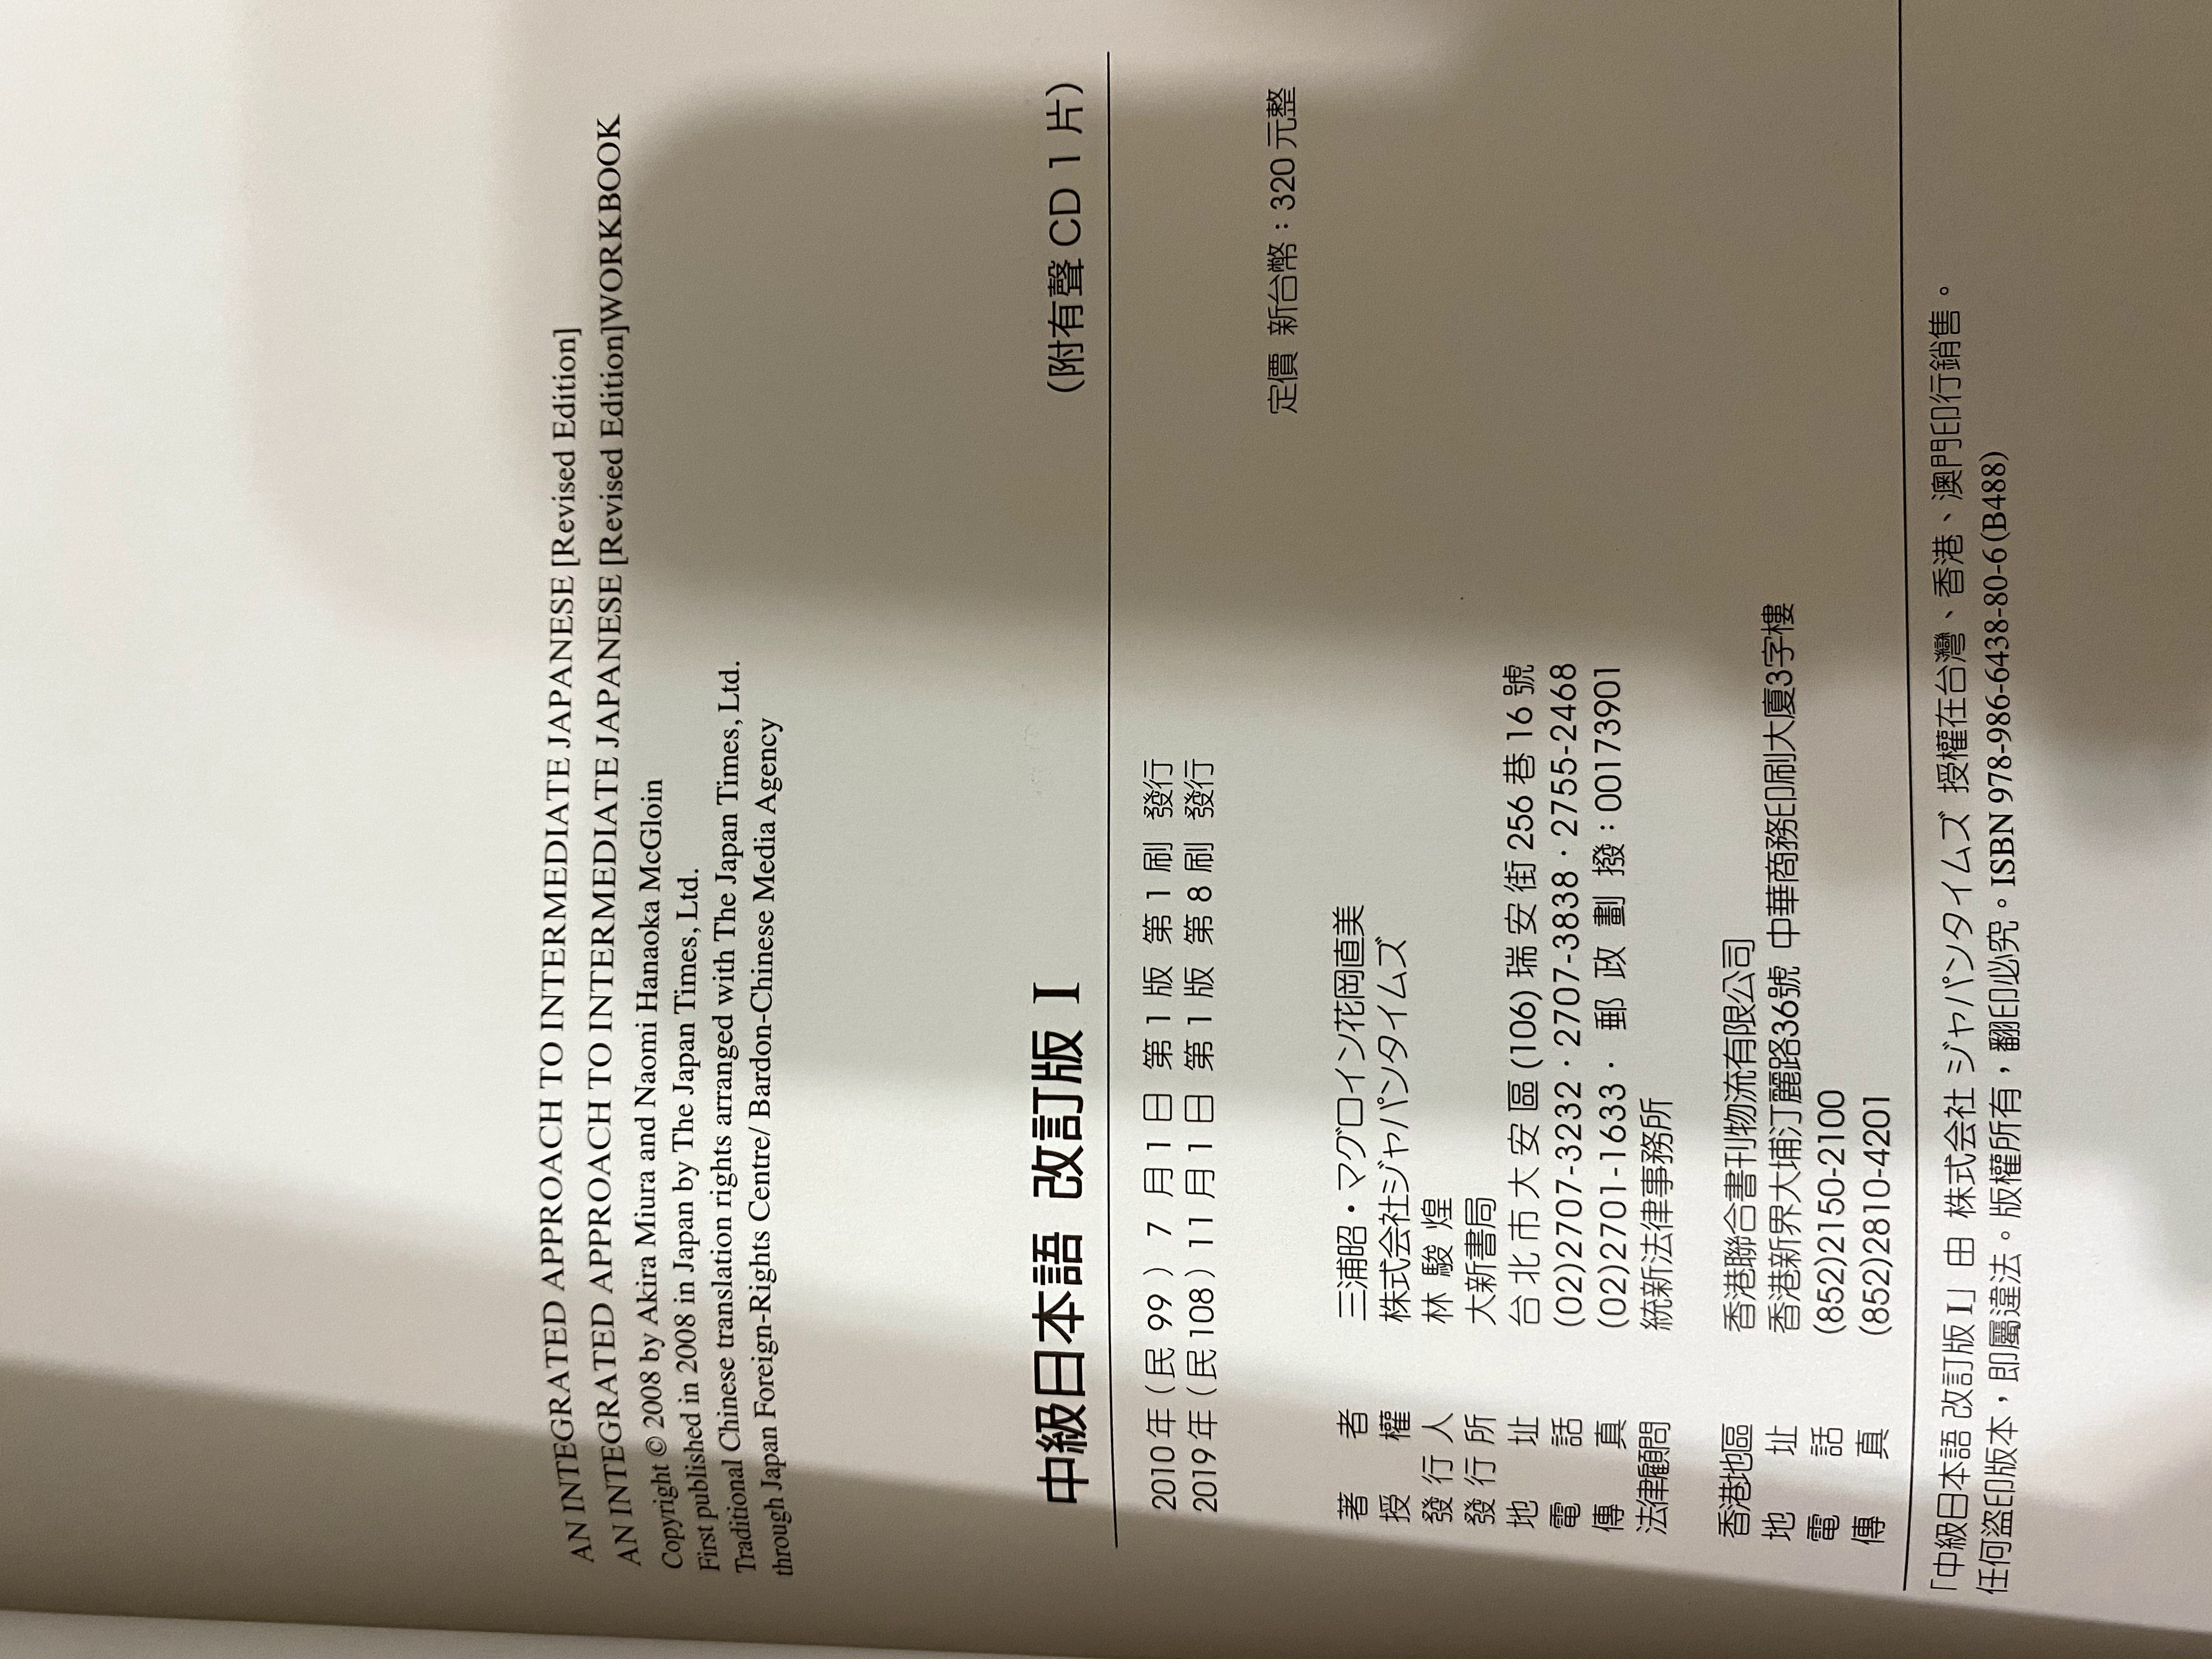 AN INTEGRATED APPROACH TO INTERMEDIATE JAPANESE [Revised Edition]
AN INTEGRATED APPROACH TO INTERMEDIATE JAPANESE [Revised Edition]WORKBOOK
Copyright © 2008 by Akira Miura and Naomi Hanaoka McGloin
First published in 2008 in Japan by The Japan Times, Ltd.
Traditional Chinese translation rights arranged with The Japan Times, Ltd.
through Japan Foreign-Rights Centre/ Bardon-Chinese Media Agency
中級日本語 改訂版 I （附有聲 CD 1 片）
2010年（民 99 ） 7 月 1 日 第 1 版 第 1 刷 發行
2019年（民108）11 月 1 日 第 1 版 第 8 刷 發行
定價 新台幣：320 元整
著 者 三浦昭・マグロイン花岡直美
授 權 株式会社ジャパンタイムズ
發 行 人 林 駿 煌
發 行 所 大新書局
地 址 台北市大安區(106)瑞安街256巷16號
電 話 (02)2707-3232・2707-3838・2755-2468
傳 真 (02)2701-1633・ 郵 政 劃 撥：00173901
法律顧問 統新法律事務所
香港地區 香港聯合書刊物流有限公司
地 址 香港新界大埔汀麗路36號 中華商務印刷大廈3字樓
電 話 (852)2150-2100
傳 真 (852)2810-4201
「中級日本語 改訂版 I」由 株式会社 ジャパンタイムズ 授權在台灣、香港、澳門印行銷售。
任何盜印版本，即屬違法。版權所有，翻印必究。ISBN 978-986-6438-80-6(B488)